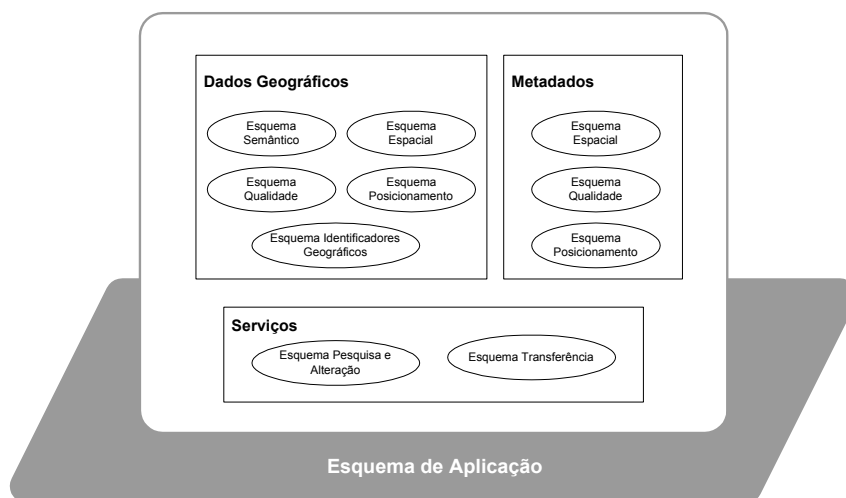 Dados Geográficos
Esquema
Semântico
Esquema
Espacial
Esquema
Qualidade
Esquema
Posicionamento
Esquema Identificadores
Geográficos
Metadados
Esquema
Espacial
Esquema
Qualidade
Esquema
Posicionamento
Serviços
Esquema Pesquisa e
Alteração
Esquema Transferência
Esquema de Aplicação